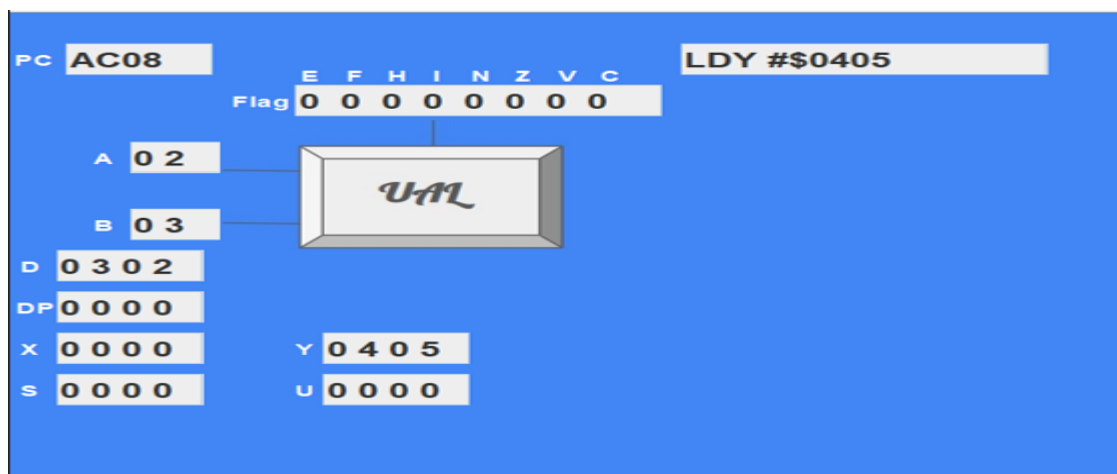 PC AC08
LDY #$0405
E F H I N Z V C
Flag 0 0 0 0 0 0 0 0
A 0 2
UAL
B 0 3
D 0 3 0 2
DP 0 0 0 0
X 0 0 0 0
Y 0 4 0 5
S 0 0 0 0
U 0 0 0 0